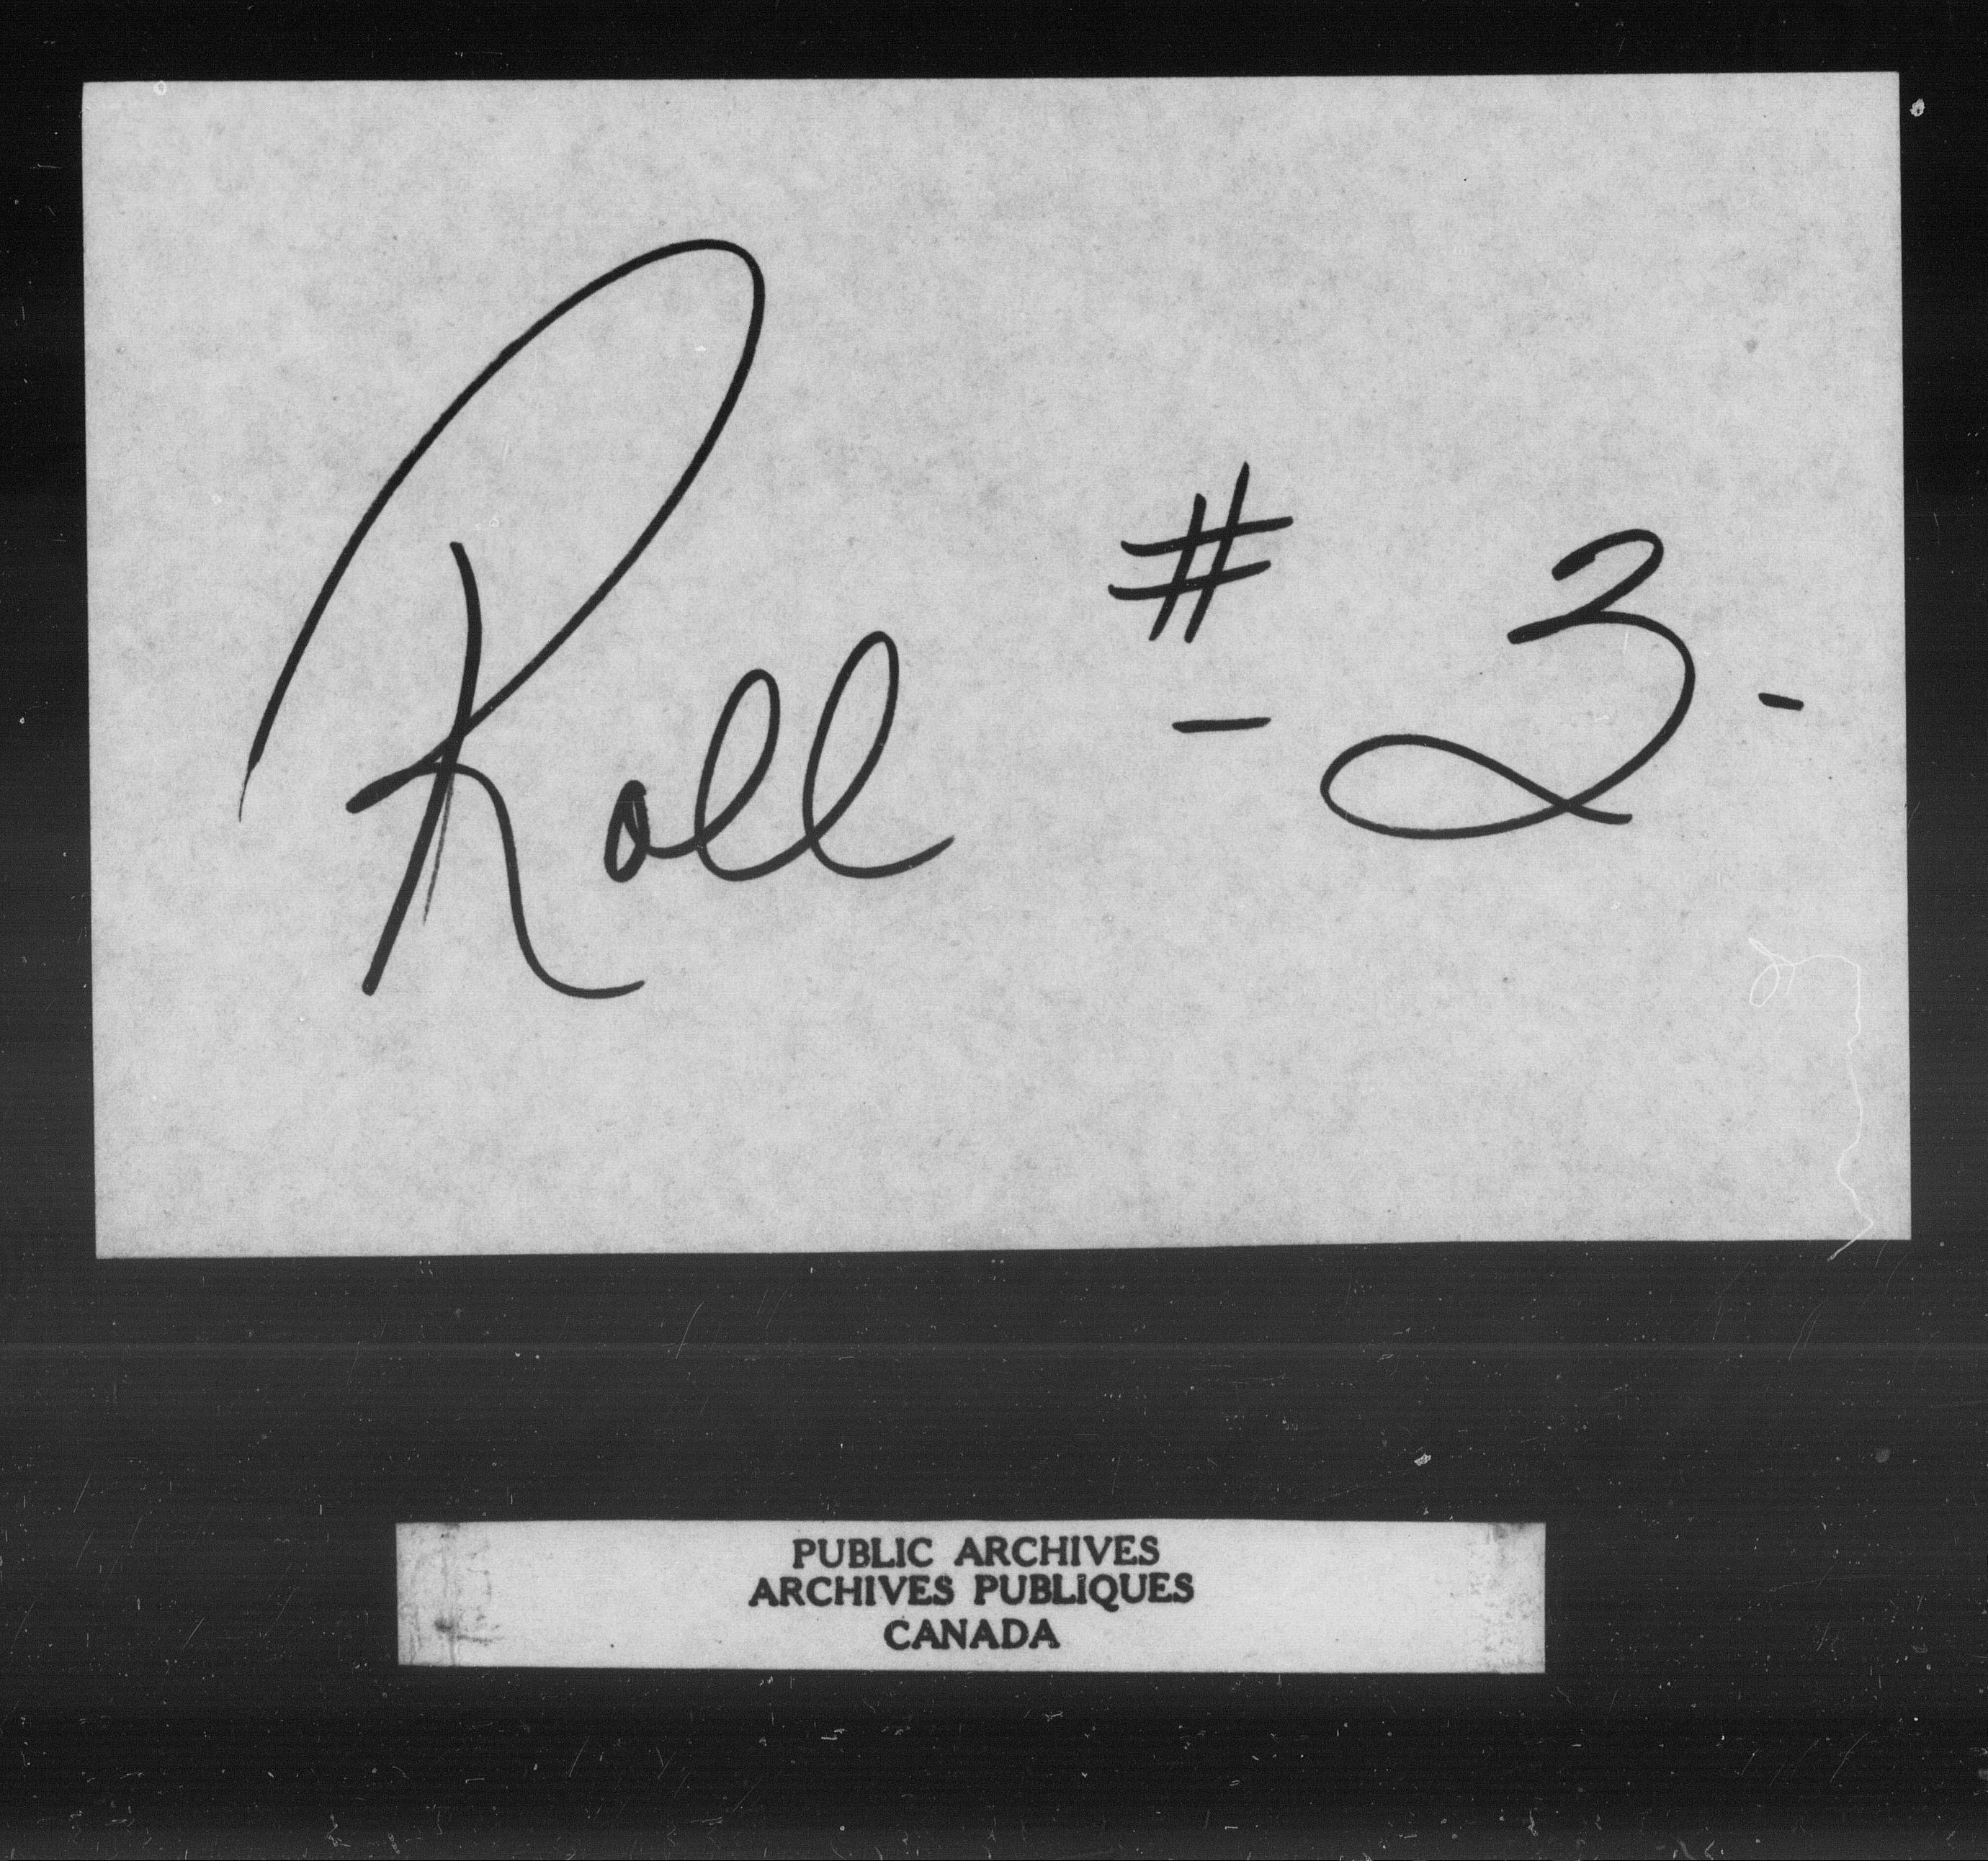 Roll # -3-
PUBLIC ARCHIVES
ARCHIVES PUBLIQUES
CANADA